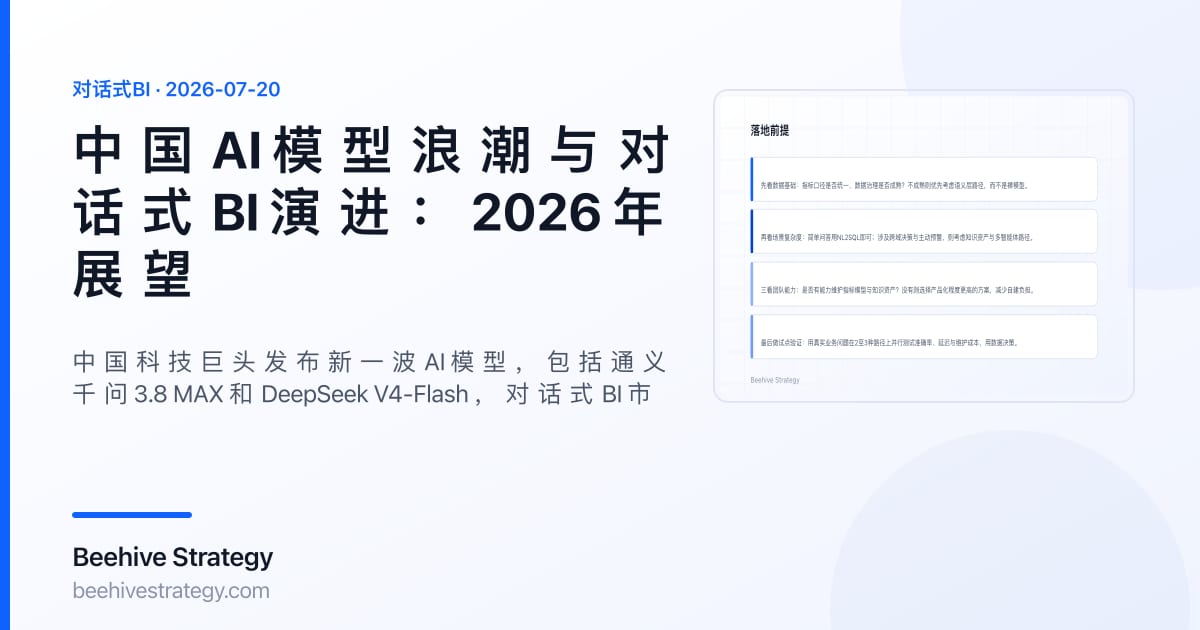 对话式BI · 2026-07-20
中国AI模型浪潮与对
话式BI演进：2026年
展望
中国科技巨头发布新一波AI模型，包括通义
千问3.8 MAX和DeepSeek V4-Flash，对话式BI市
Beehive Strategy
beehivestrategy.com
落地前提
先看数据基础：指标口径是否统一、数据治理是否成熟？不成熟则优先考虑语义层路径，而不是裸模型。
再看场景复杂度：简单问答用NL2SQL即可；涉及跨域决策与主动预警，则考虑知识资产与多智能体路径。
三看团队能力：是否有能力维护指标模型与知识资产？没有则选择产品化程度更高的方案，减少自建负担。
最后做试点验证：用真实业务问题在2至3种路径上并行测试准确率、延迟与维护成本，用数据决策。
Beehive Strategy